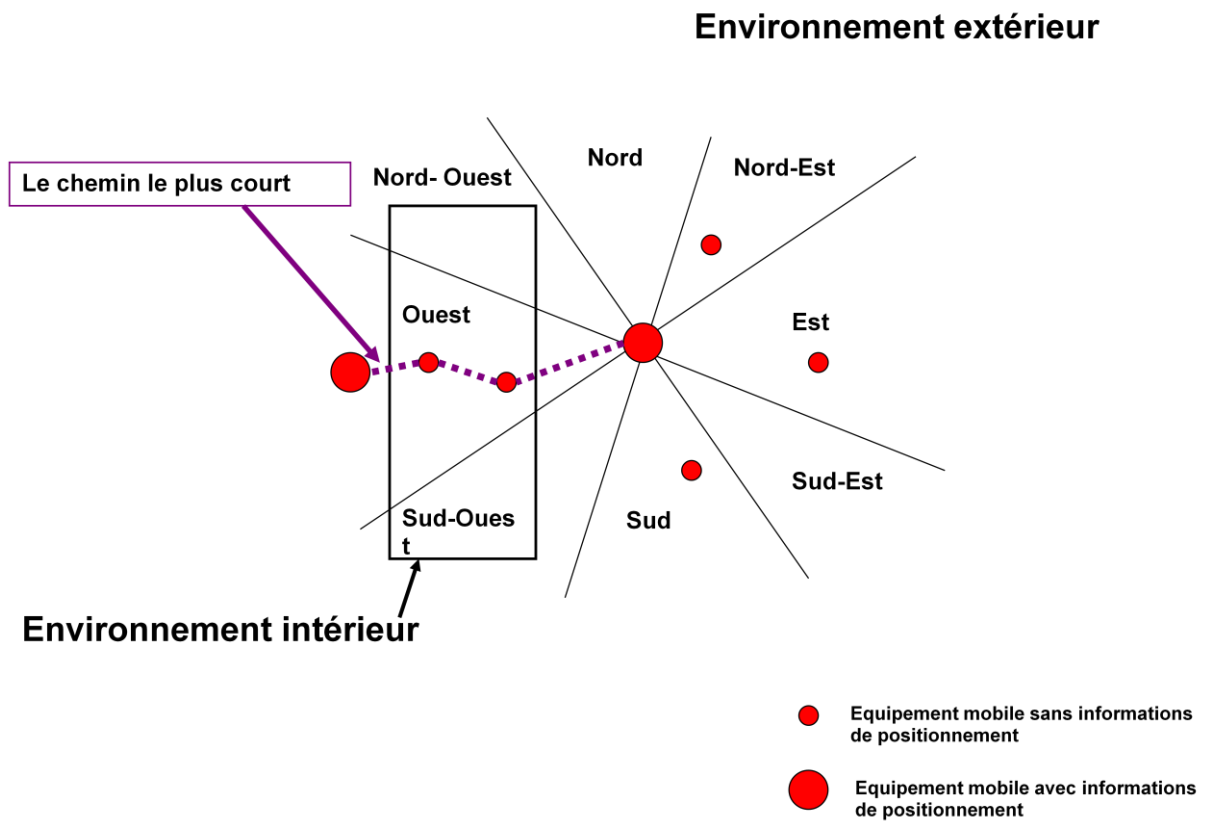 Environnement extérieur
Nord
Nord-Est
Le chemin le plus court
Nord- Ouest
Ouest
Est
Sud-Est
Sud-Oues
t
Sud
Environnement intérieur
Equipement mobile sans informations
de positionnement
Equipement mobile avec informations
de positionnement